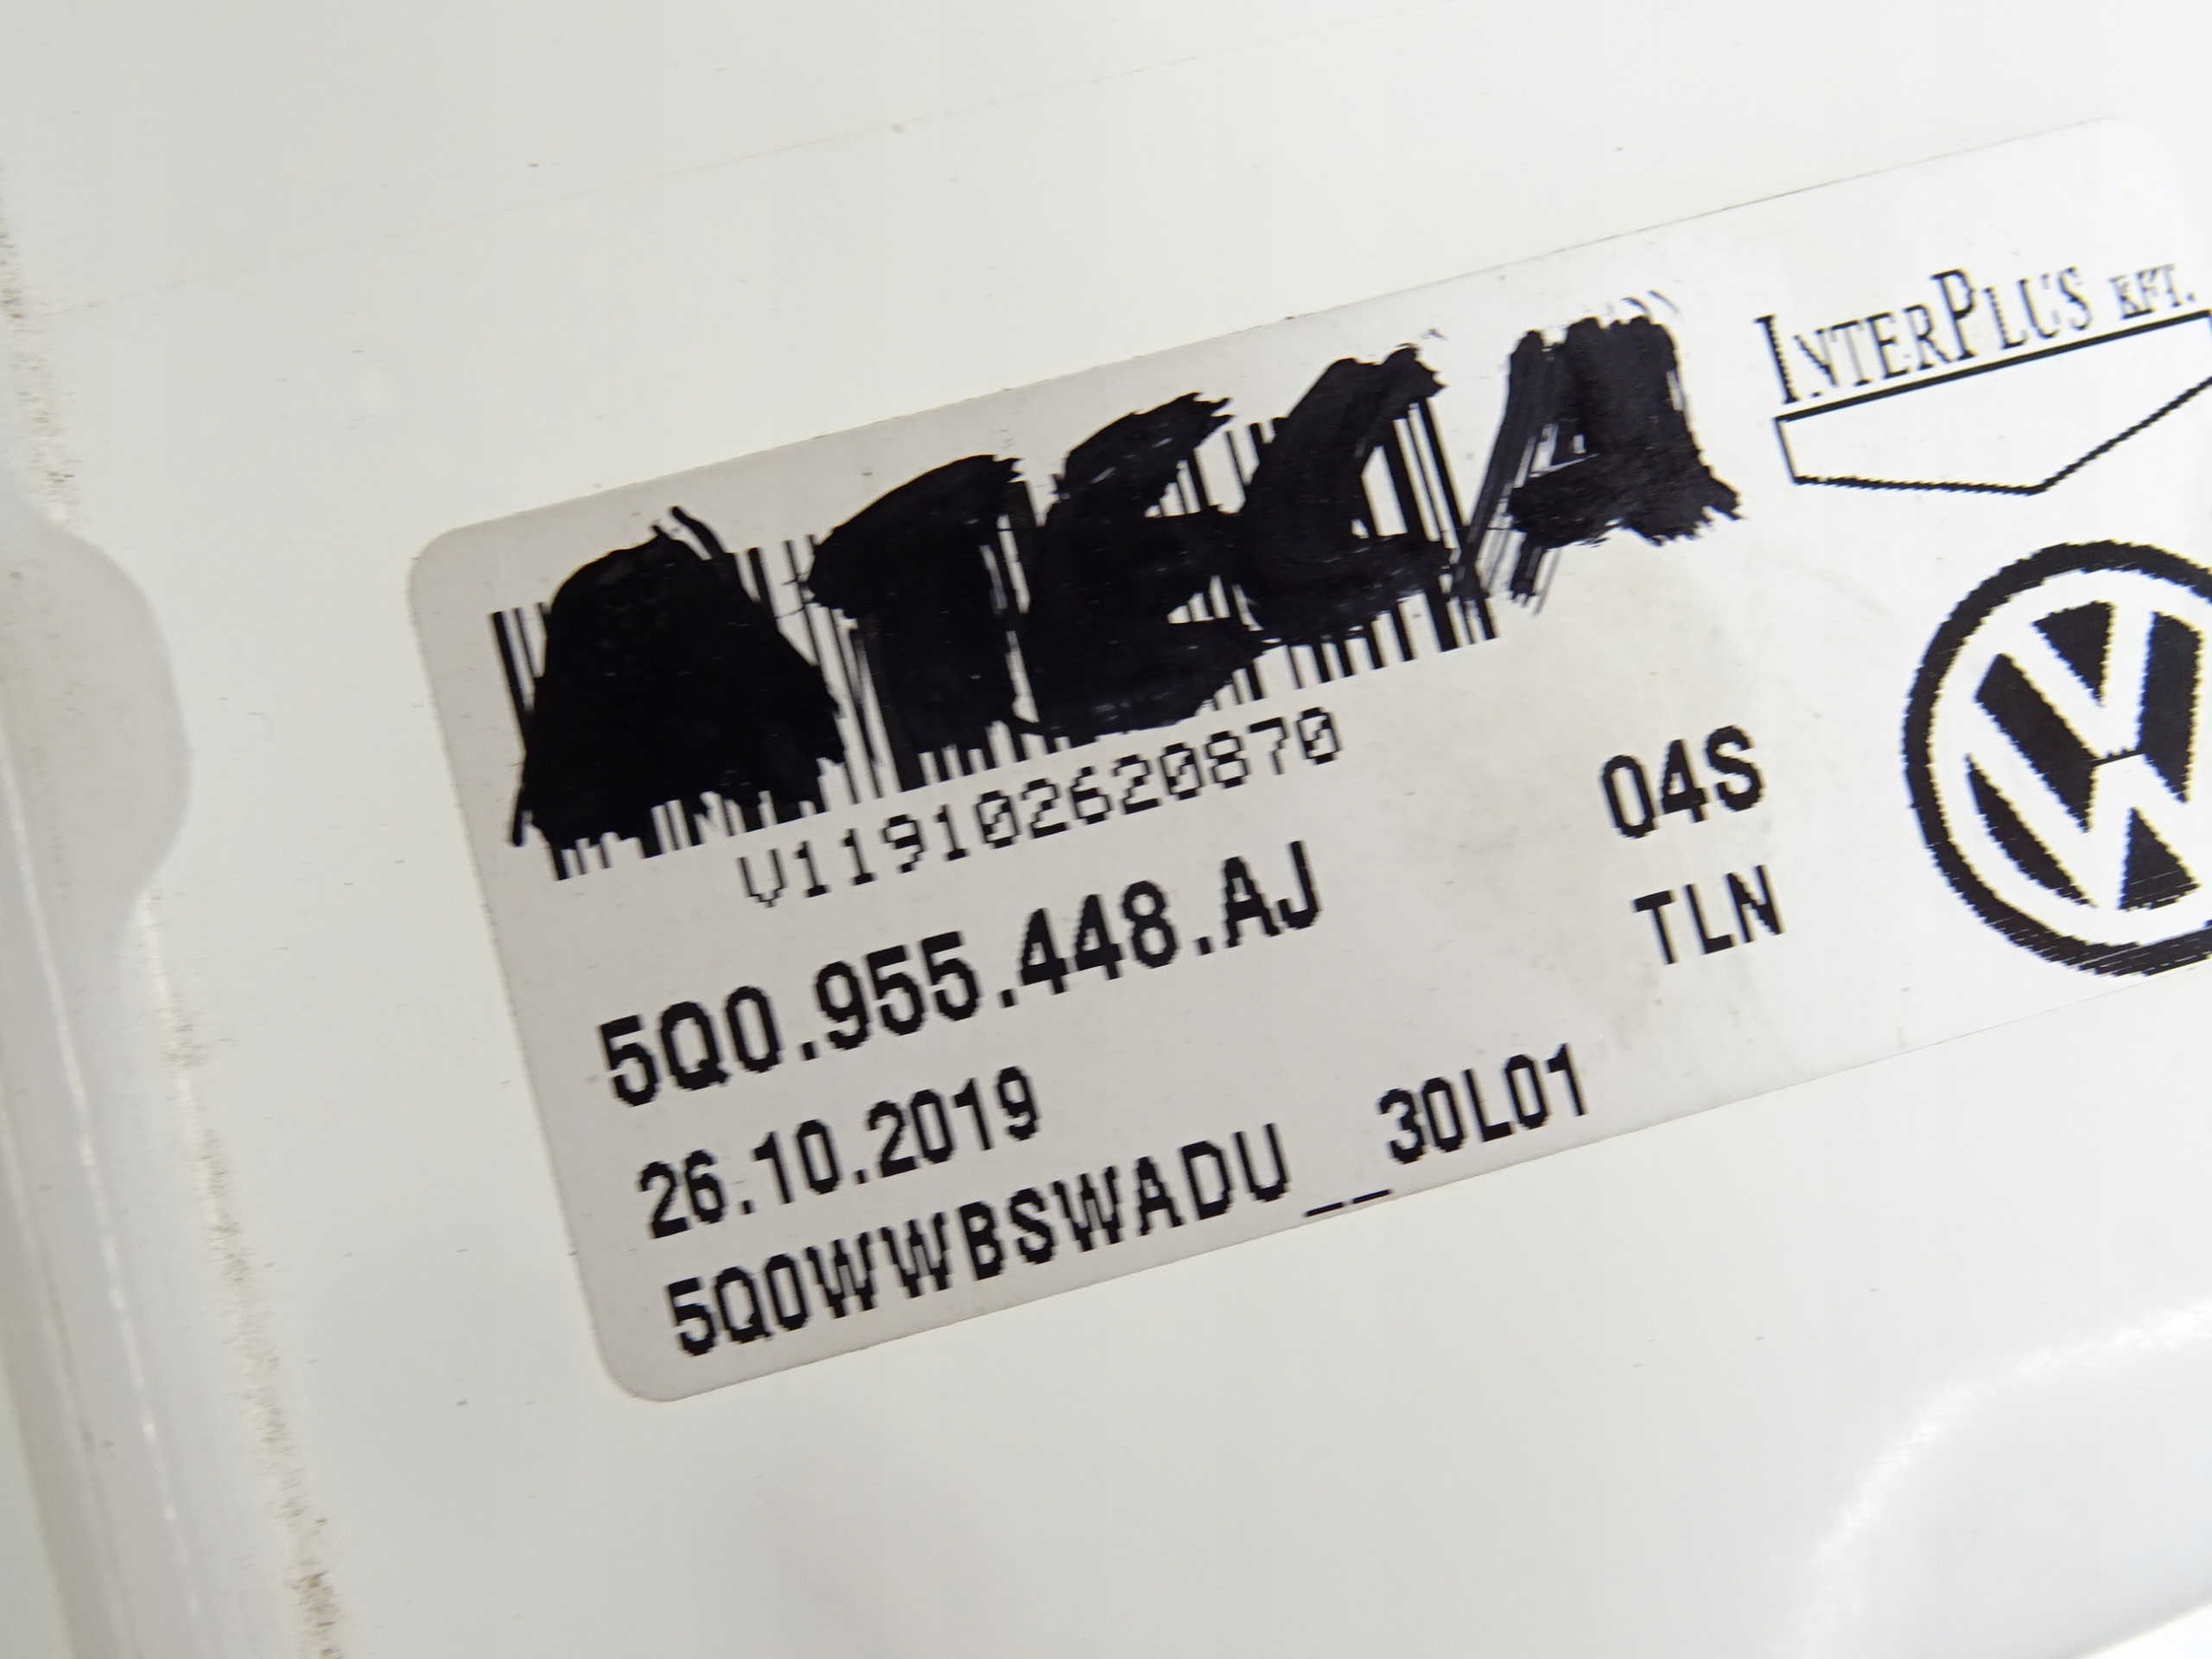 INTERPLUS KFT.
ATECA
V119102620870
5Q0.955.448.AJ
04S
26.10.2019
TLN
5Q0WWBSWADU__30L01